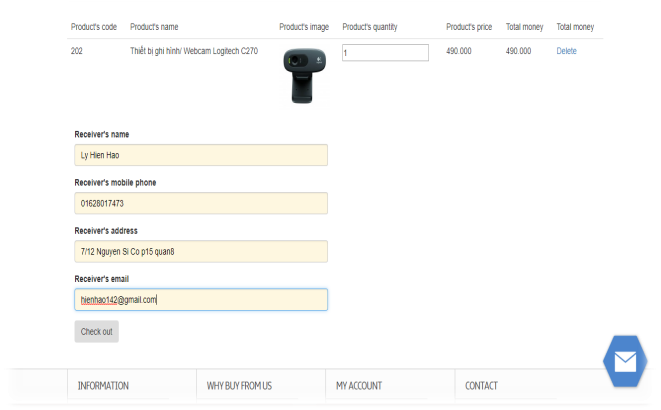 Product's code Product's name Product's image Product's quantity Product's price Total money Total money
202 Thiết bị ghi hình/ Webcam Logitech C270 1 490.000 490.000 Delete
Receiver's name
Ly Hien Hao
Receiver's mobile phone
01628017473
Receiver's address
7/12 Nguyen Si Co p15 quan8
Receiver's email
hienhao142@gmail.com
Check out
INFORMATION WHY BUY FROM US MY ACCOUNT CONTACT